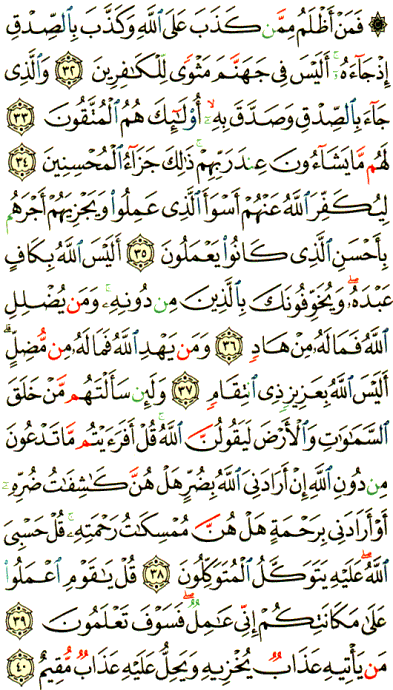 ۞ فَمَنْ أَظْلَمُ مِمَّن كَذَبَ عَلَى ٱللَّهِ وَكَذَّبَ بِٱلصِّدْقِ
إِذْ جَآءَهُۥٓ ۚ أَلَيْسَ فِى جَهَنَّمَ مَثْوًى لِّلْكَـٰفِرِينَ ٣٢ وَٱلَّذِى
جَآءَ بِٱلصِّدْقِ وَصَدَّقَ بِهِۦٓ ۙ أُو۟لَـٰٓئِكَ هُمُ ٱلْمُتَّقُونَ ٣٣
لَهُم مَّا يَشَآءُونَ عِندَ رَبِّهِمْ ۚ ذَٰلِكَ جَزَآءُ ٱلْمُحْسِنِينَ ٣٤
لِيُكَفِّرَ ٱللَّهُ عَنْهُمْ أَسْوَأَ ٱلَّذِى عَمِلُوا۟ وَيَجْزِيَهُمْ أَجْرَهُم
بِأَحْسَنِ ٱلَّذِى كَانُوا۟ يَعْمَلُونَ ٣٥ أَلَيْسَ ٱللَّهُ بِكَافٍ
عَبْدَهُۥ ۖ وَيُخَوِّفُونَكَ بِٱلَّذِينَ مِن دُونِهِۦ ۚ وَمَن يُضْلِلِ
ٱللَّهُ فَمَا لَهُۥ مِنْ هَادٍ ٣٦ وَمَن يَهْدِ ٱللَّهُ فَمَا لَهُۥ مِن مُّضِلٍّ ۗ
أَلَيْسَ ٱللَّهُ بِعَزِيزٍ ذِى ٱنتِقَامٍ ٣٧ وَلَئِن سَأَلْتَهُم مَّنْ خَلَقَ
ٱلسَّمَـٰوَٰتِ وَٱلْأَرْضَ لَيَقُولُنَّ ٱللَّهُ ۚ قُلْ أَفَرَءَيْتُم مَّا تَدْعُونَ
مِن دُونِ ٱللَّهِ إِنْ أَرَادَنِىَ ٱللَّهُ بِضُرٍّ هَلْ هُنَّ كَـٰشِفَـٰتُ ضُرِّهِۦٓ
أَوْ أَرَادَنِى بِرَحْمَةٍ هَلْ هُنَّ مُمْسِكَـٰتُ رَحْمَتِهِۦ ۚ قُلْ حَسْبِىَ
ٱللَّهُ ۖ عَلَيْهِ يَتَوَكَّلُ ٱلْمُتَوَكِّلُونَ ٣٨ قُلْ يَـٰقَوْمِ ٱعْمَلُوا۟
عَلَىٰ مَكَانَتِكُمْ إِنِّى عَـٰمِلٌ ۖ فَسَوْفَ تَعْلَمُونَ ٣٩
مَن يَأْتِيهِ عَذَابٌ يُخْزِيهِ وَيَحِلُّ عَلَيْهِ عَذَابٌ مُّقِيمٌ ٤٠